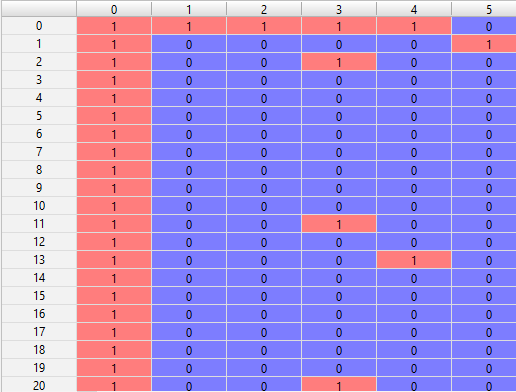 0 1 2 3 4 5
0 1 1 1 1 1 0
1 1 0 0 0 0 1
2 1 0 0 1 0 0
3 1 0 0 0 0 0
4 1 0 0 0 0 0
5 1 0 0 0 0 0
6 1 0 0 0 0 0
7 1 0 0 0 0 0
8 1 0 0 0 0 0
9 1 0 0 0 0 0
10 1 0 0 0 0 0
11 1 0 0 1 0 0
12 1 0 0 0 0 0
13 1 0 0 0 1 0
14 1 0 0 0 0 0
15 1 0 0 0 0 0
16 1 0 0 0 0 0
17 1 0 0 0 0 0
18 1 0 0 0 0 0
19 1 0 0 0 0 0
20 1 0 0 1 0 0